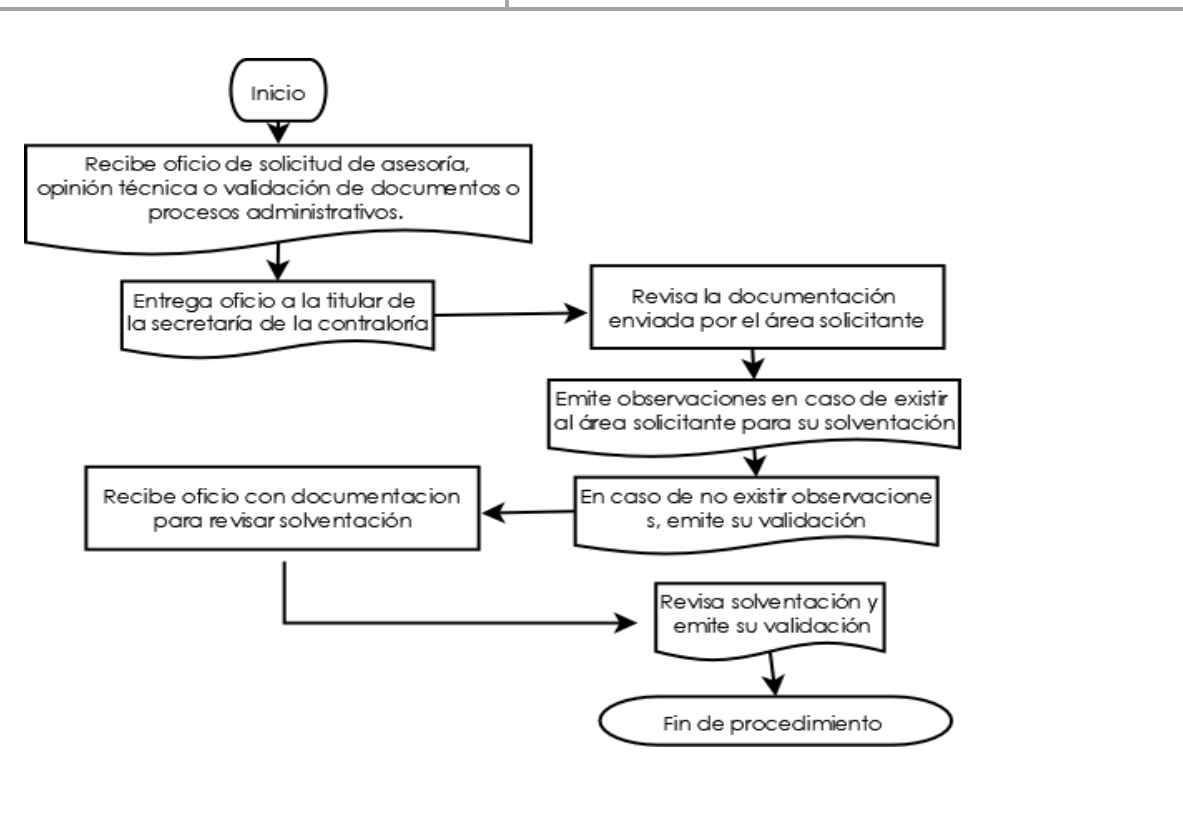 Inicio
Recibe oficio de solicitud de asesoría,
opinión técnica o validación de documentos o
procesos administrativos.
Entrega oficio a la titular de
la secretaría de la contraloría
Revisa la documentación
enviada por el área solicitante
Emite observaciones en caso de existir
al área solicitante para su solventación
En caso de no existir observacione
s, emite su validación
Recibe oficio con documentacion
para revisar solventación
Revisa solventación y
emite su validación
Fin de procedimiento